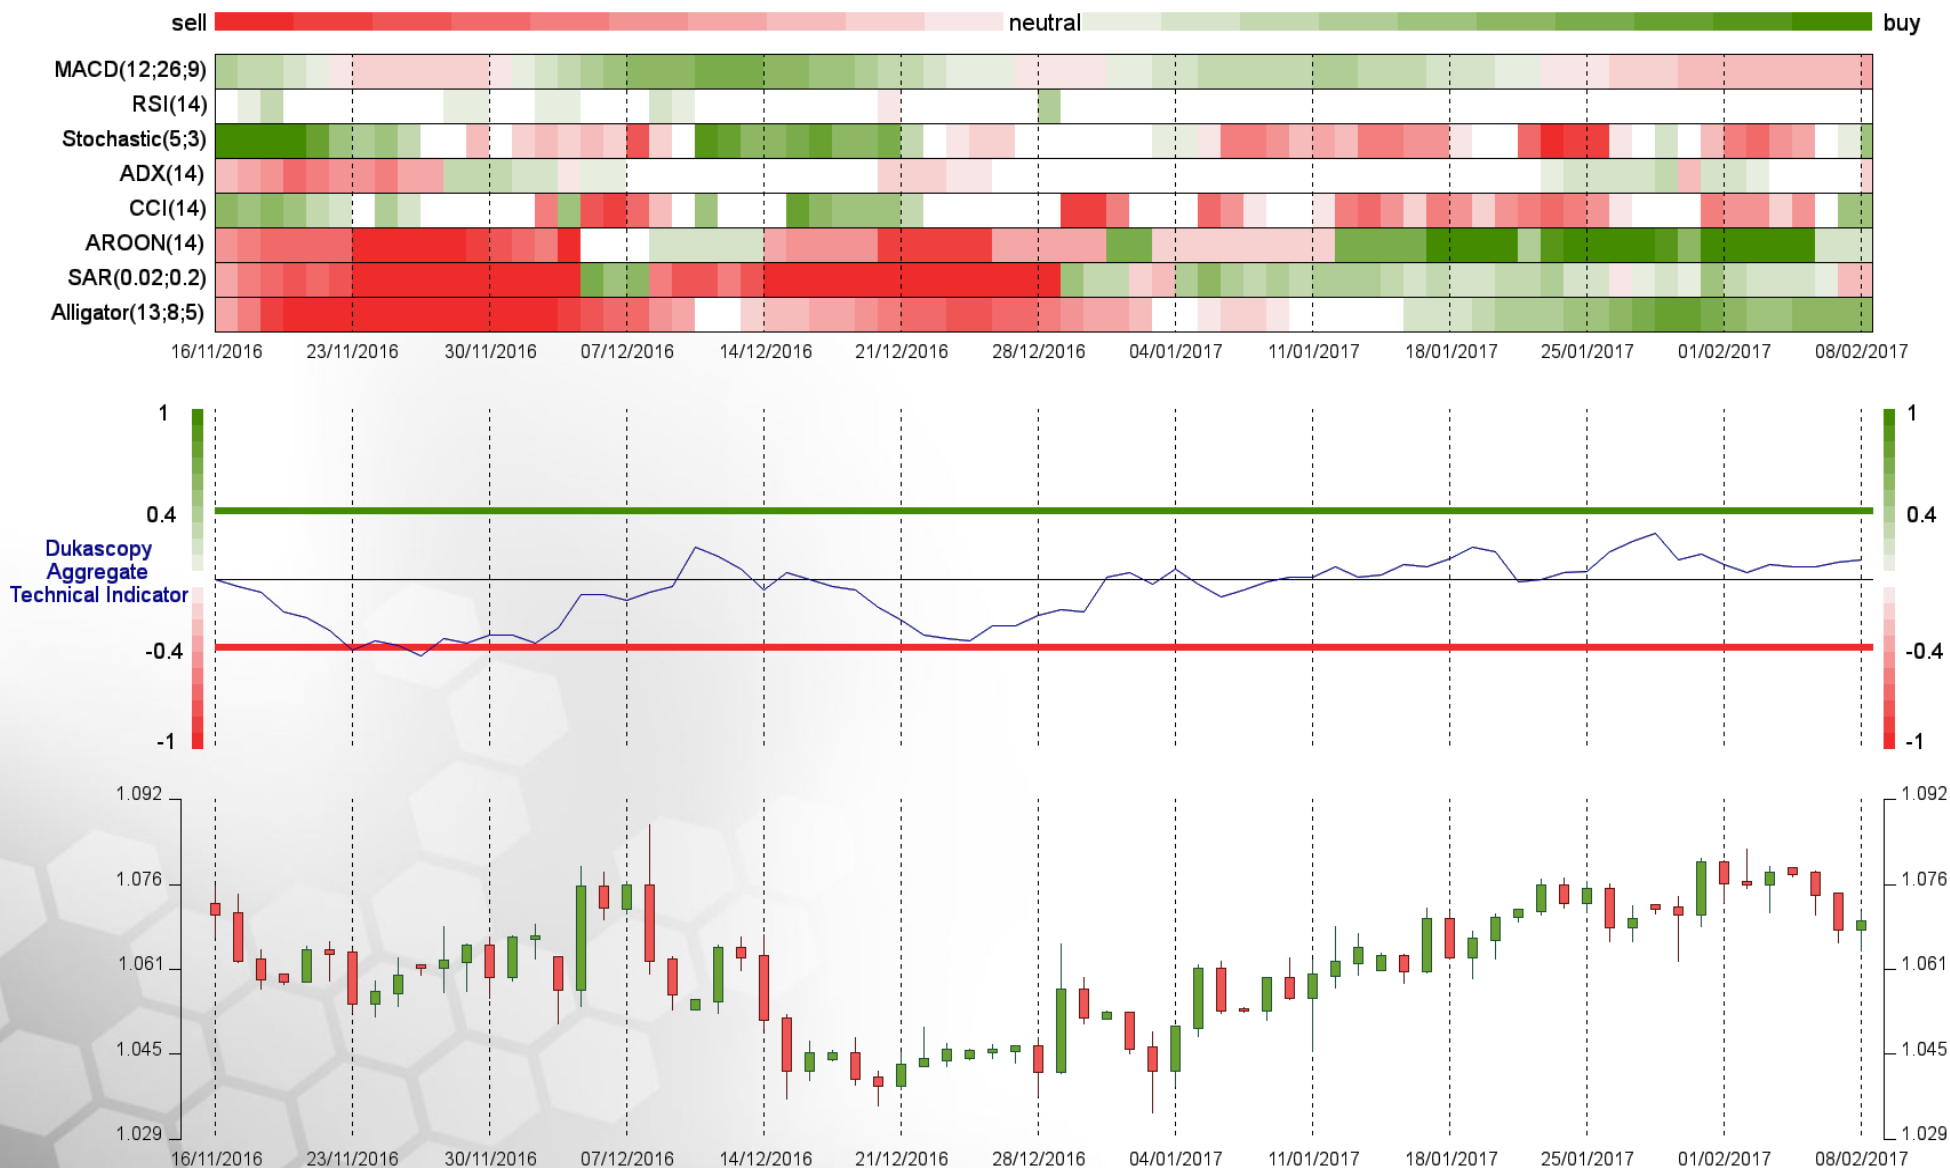 sell neutral buy
MACD(12;26;9)
RSI(14)
Stochastic(5;3)
ADX(14)
CCI(14)
AROON(14)
SAR(0.02;0.2)
Alligator(13;8;5)
16/11/2016 23/11/2016 30/11/2016 07/12/2016 14/12/2016 21/12/2016 28/12/2016 04/01/2017 11/01/2017 18/01/2017 25/01/2017 01/02/2017 08/02/2017
1 1
0.4 0.4
Dukascopy
Aggregate
Technical Indicator
-0.4 -0.4
-1 -1
1.092 1.092
1.076 1.076
1.061 1.061
1.045 1.045
1.029 1.029
16/11/2016 23/11/2016 30/11/2016 07/12/2016 14/12/2016 21/12/2016 28/12/2016 04/01/2017 11/01/2017 18/01/2017 25/01/2017 01/02/2017 08/02/2017